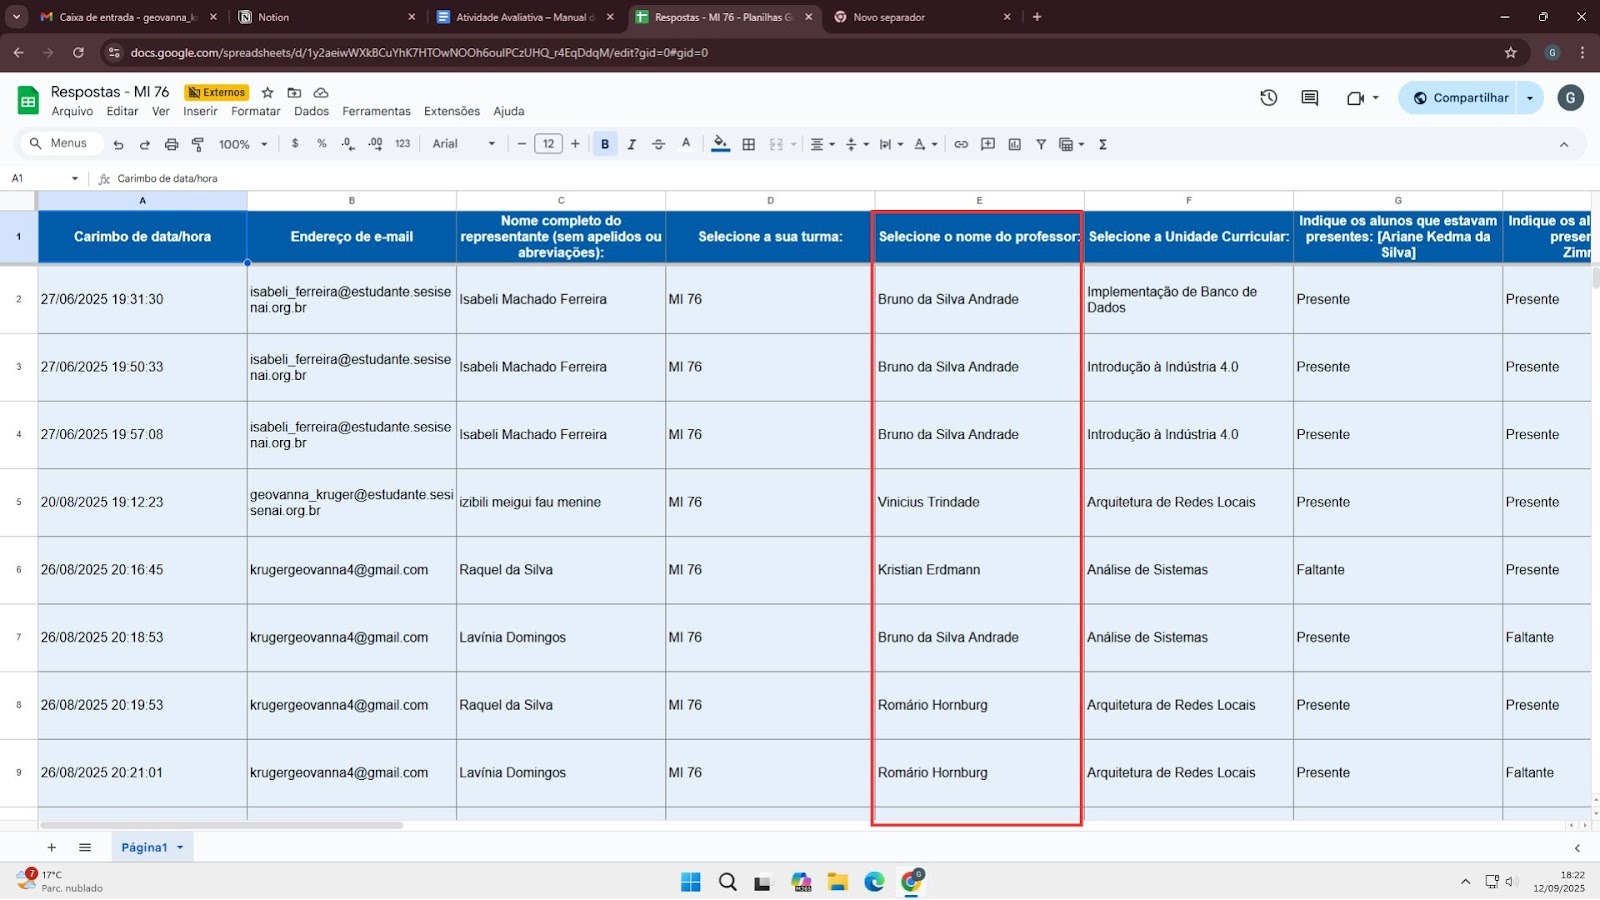 Caixa de entrada - geovanna_k
Notion
Atividade Avaliativa – Manual d
Respostas - MI 76 - Planilhas G
Novo separador
docs.google.com/spreadsheets/d/1y2aeiwWXkBCuYhK7HTOwNOOh6oulPCzUHQ_r4EqDdqM/edit?gid=0#gid=0
G
Respostas - MI 76
Externos
Arquivo Editar Ver Inserir Formatar Dados Ferramentas Extensões Ajuda
Compartilhar
G
Menus 100% $ % .0 .00 123 Arial 12 B I A
A1 fx Carimbo de data/hora
A B C D E F G
1
Carimbo de data/hora
Endereço de e-mail
Nome completo do
representante (sem apelidos ou
abreviações):
Selecione a sua turma:
Selecione o nome do professor:
Selecione a Unidade Curricular:
Indique os alunos que estavam
presentes: [Ariane Kedma da
Silva]
Indique os al
preser
Zimr
2
27/06/2025 19:31:30
isabeli_ferreira@estudante.sesise
nai.org.br
Isabeli Machado Ferreira
MI 76
Bruno da Silva Andrade
Implementação de Banco de
Dados
Presente
Presente
3
27/06/2025 19:50:33
isabeli_ferreira@estudante.sesise
nai.org.br
Isabeli Machado Ferreira
MI 76
Bruno da Silva Andrade
Introdução à Indústria 4.0
Presente
Presente
4
27/06/2025 19:57:08
isabeli_ferreira@estudante.sesise
nai.org.br
Isabeli Machado Ferreira
MI 76
Bruno da Silva Andrade
Introdução à Indústria 4.0
Presente
Presente
5
20/08/2025 19:12:23
geovanna_kruger@estudante.sesi
senai.org.br
izibili meigui fau menine
MI 76
Vinicius Trindade
Arquitetura de Redes Locais
Presente
Presente
6
26/08/2025 20:16:45
krugergeovanna4@gmail.com
Raquel da Silva
MI 76
Kristian Erdmann
Análise de Sistemas
Faltante
Presente
7
26/08/2025 20:18:53
krugergeovanna4@gmail.com
Lavínia Domingos
MI 76
Bruno da Silva Andrade
Análise de Sistemas
Presente
Faltante
8
26/08/2025 20:19:53
krugergeovanna4@gmail.com
Raquel da Silva
MI 76
Romário Hornburg
Arquitetura de Redes Locais
Presente
Presente
9
26/08/2025 20:21:01
krugergeovanna4@gmail.com
Lavínia Domingos
MI 76
Romário Hornburg
Arquitetura de Redes Locais
Presente
Faltante
Página1
7
17°C
Parc. nublado
18:22
12/09/2025